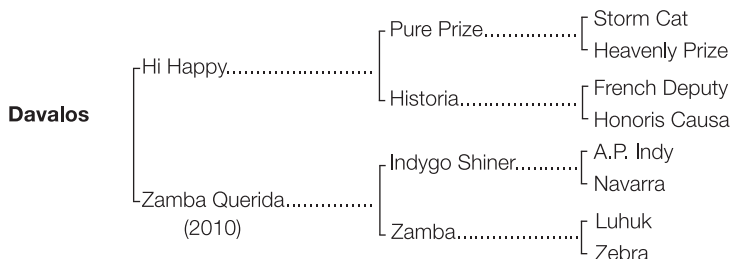 Pure Prize............
Storm Cat
Heavenly Prize
Hi Happy......................
Historia.................
French Deputy
Honoris Causa
Davalos
Indygo Shiner..........
A.P. Indy
Navarra
Zamba Querida............
(2010)
Zamba.................
Luhuk
Zebra